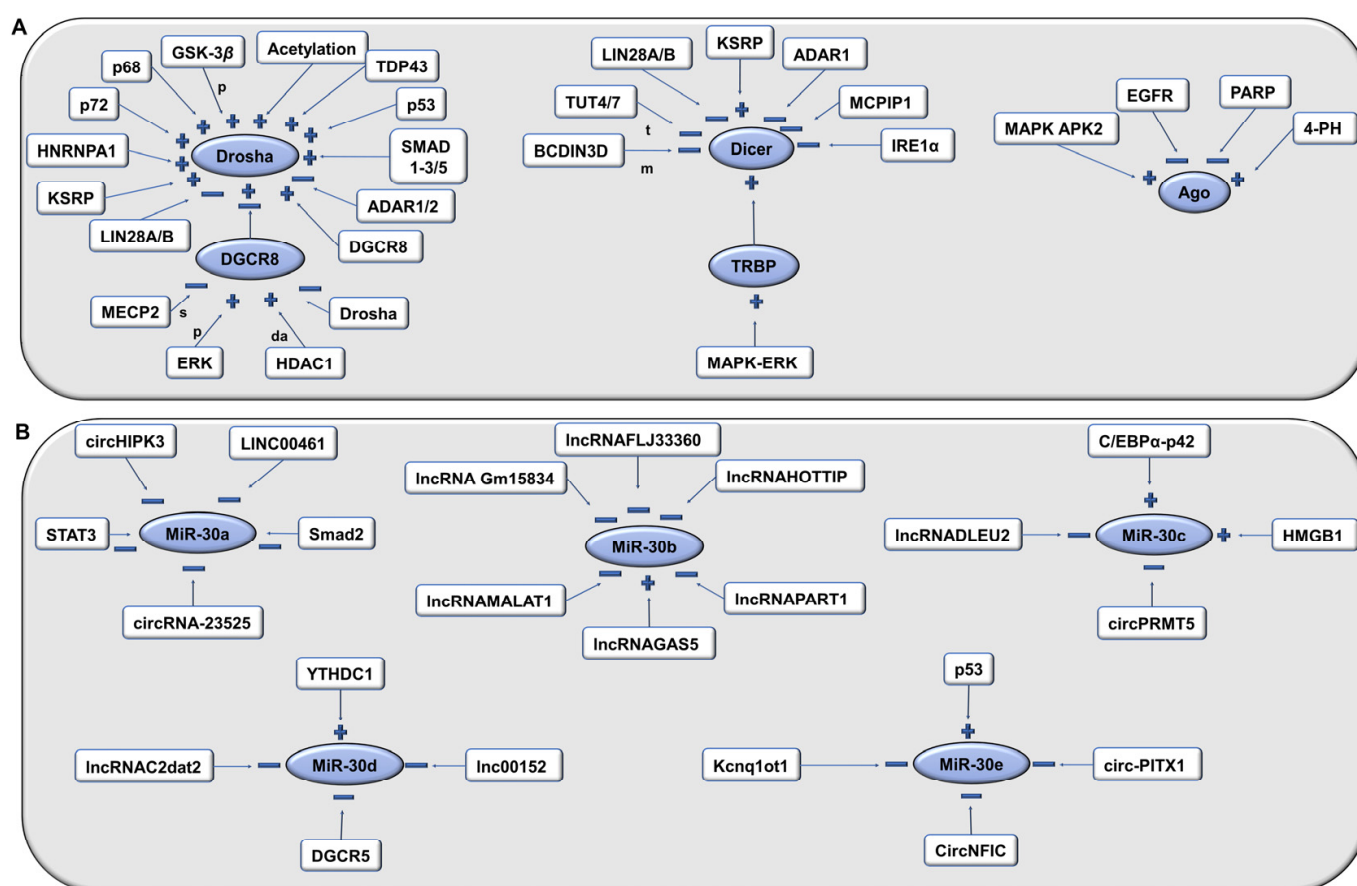 A
GSK-3β
Acetylation
p68
TDP43
p
p72
p53
HNRNPA1
Drosha
SMAD
1-3/5
KSRP
ADAR1/2
LIN28A/B
DGCR8
DGCR8
MECP2
s
Drosha
p
da
ERK
HDAC1
LIN28A/B
KSRP
ADAR1
TUT4/7
MCPIP1
t
BCDIN3D
Dicer
IRE1α
m
TRBP
MAPK-ERK
EGFR
PARP
MAPK APK2
4-PH
Ago
B
circHIPK3
LINC00461
STAT3
MiR-30a
Smad2
circRNA-23525
lncRNAFLJ33360
lncRNA Gm15834
lncRNAHOTTIP
MiR-30b
lncRNAMALAT1
lncRNAPART1
lncRNAGAS5
C/EBPα-p42
lncRNADLEU2
MiR-30c
HMGB1
circPRMT5
YTHDC1
lncRNAC2dat2
MiR-30d
lnc00152
DGCR5
p53
Kcnq1ot1
MiR-30e
circ-PITX1
CircNFIC